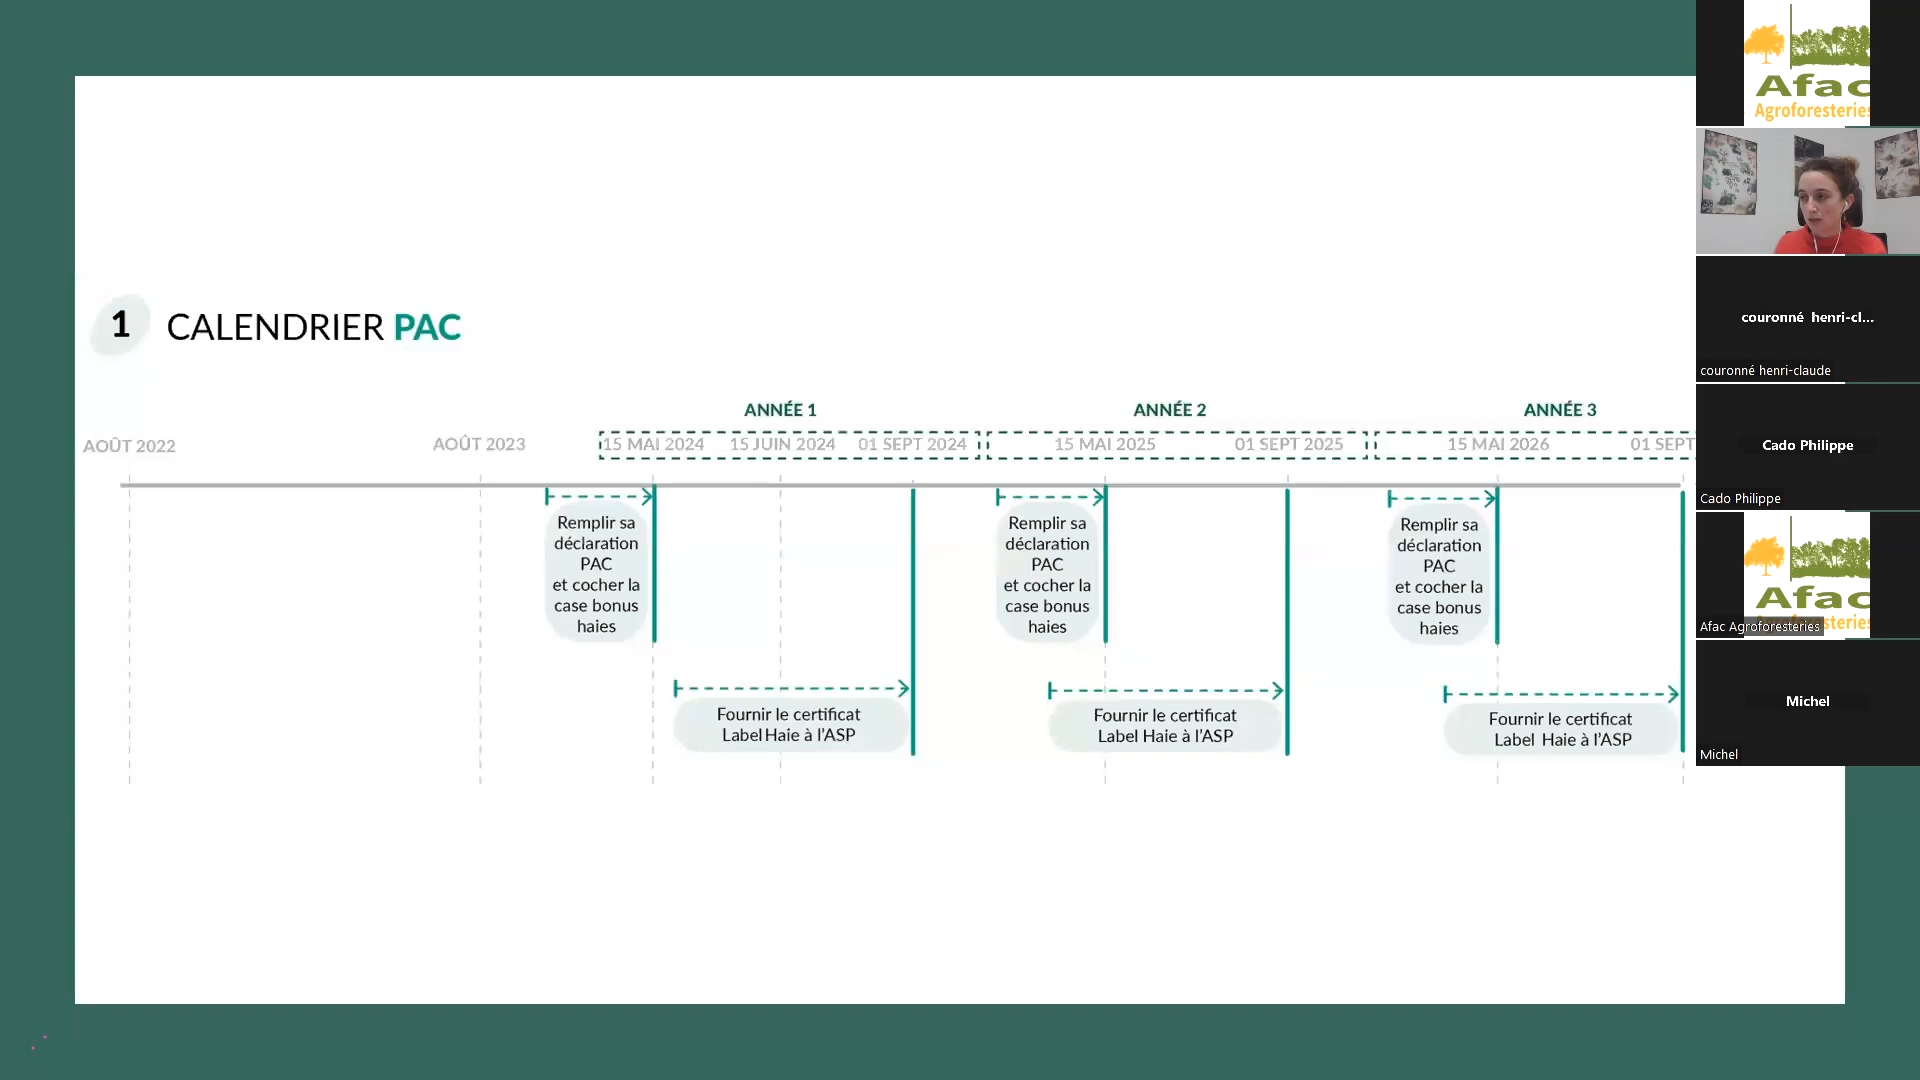 1 CALENDRIER PAC
ANNÉE 1
ANNÉE 2
ANNÉE 3
AOÛT 2022
AOÛT 2023
15 MAI 2024
15 JUIN 2024
01 SEPT 2024
15 MAI 2025
01 SEPT 2025
15 MAI 2026
01 SEPT
Remplir sa
déclaration
PAC
et cocher la
case bonus
haies
Remplir sa
déclaration
PAC
et cocher la
case bonus
haies
Remplir sa
déclaration
PAC
et cocher la
case bonus
haies
Fournir le certificat
Label Haie à l’ASP
Fournir le certificat
Label Haie à l’ASP
Fournir le certificat
Label Haie à l’ASP
Afac
Agroforesteries
couronné henri-cl...
couronné henri-claude
Cado Philippe
Cado Philippe
Afac
Afac Agroforesteries
Michel
Michel